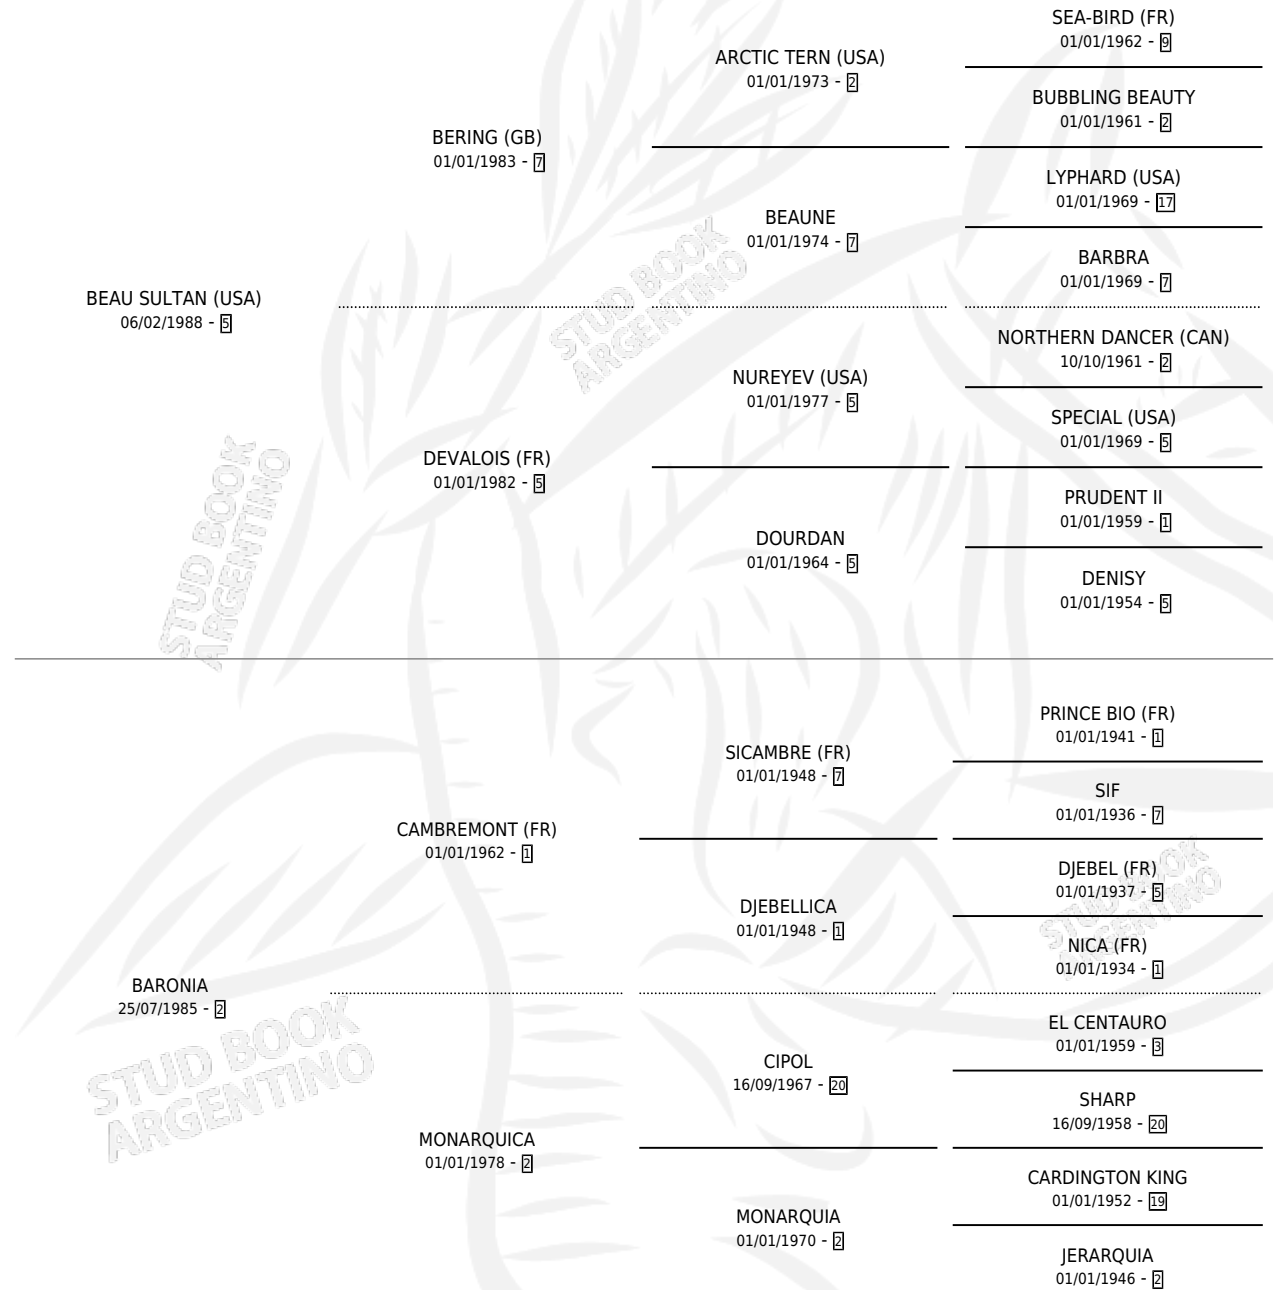 SEA-BIRD (FR)
01/01/1962 - 9
ARCTIC TERN (USA)
01/01/1973 - 2
BUBBLING BEAUTY
01/01/1961 - 2
BERING (GB)
01/01/1983 - 7
LYPHARD (USA)
01/01/1969 - 17
BEAUNE
01/01/1974 - 7
BARBRA
01/01/1969 - 7
BEAU SULTAN (USA)
06/02/1988 - 5
NORTHERN DANCER (CAN)
10/10/1961 - 2
NUREYEV (USA)
01/01/1977 - 5
SPECIAL (USA)
01/01/1969 - 5
DEVALOIS (FR)
01/01/1982 - 5
PRUDENT II
01/01/1959 - 1
DOURDAN
01/01/1964 - 5
DENISY
01/01/1954 - 5
PRINCE BIO (FR)
01/01/1941 - 1
SICAMBRE (FR)
01/01/1948 - 7
SIF
01/01/1936 - 7
CAMBREMONT (FR)
01/01/1962 - 1
DJEBEL (FR)
01/01/1937 - 5
DJEBELLICA
01/01/1948 - 1
NICA (FR)
01/01/1934 - 1
BARONIA
25/07/1985 - 2
EL CENTAURO
01/01/1959 - 3
CIPOL
16/09/1967 - 20
SHARP
16/09/1958 - 20
MONARQUICA
01/01/1978 - 2
CARDINGTON KING
01/01/1952 - 19
MONARQUIA
01/01/1970 - 2
JERARQUIA
01/01/1946 - 2
STUD BOOK
ARGENTINO
STUD BOOK
ARGENTINO
STUD BOOK
ARGENTINO
STUD BOOK
ARGENTINO